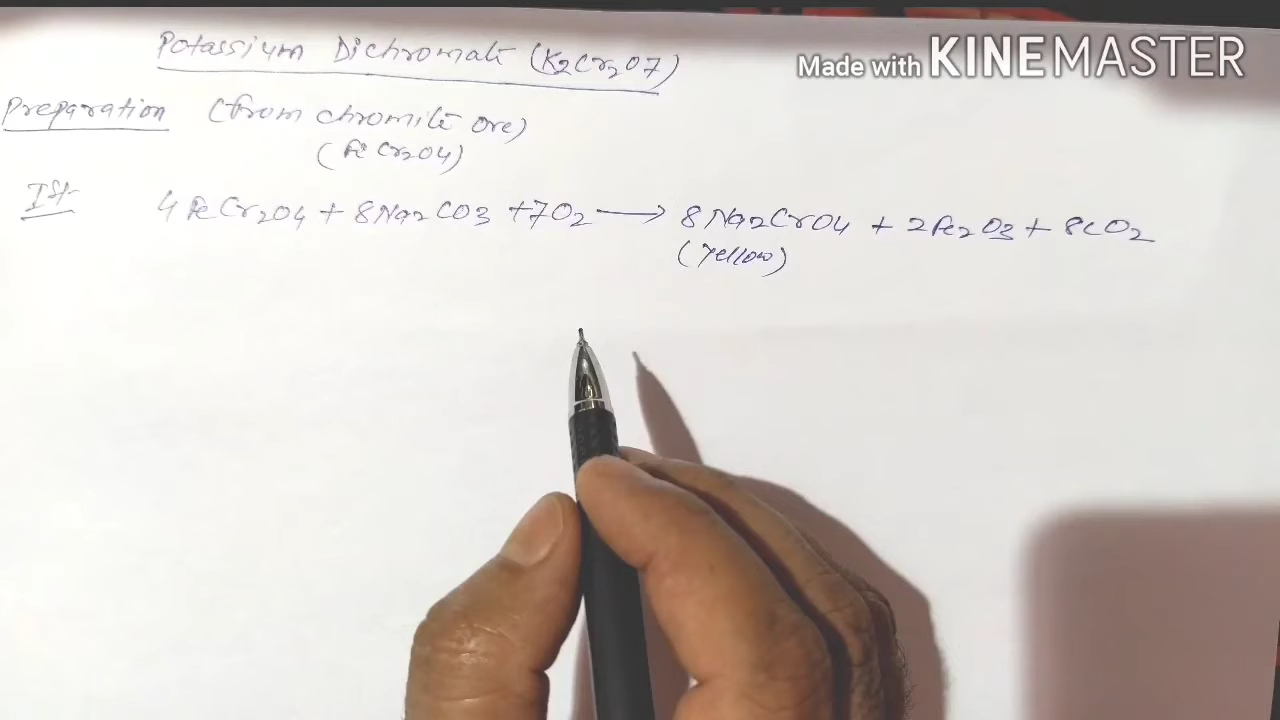 Potassium Dichromate (K2Cr2O7)
Made with KINEMASTER
Preparation (from chromite ore)
(FeCr2O4)
Ist
4FeCr2O4 + 8Na2CO3 + 7O2 → 8Na2CrO4 + 2Fe2O3 + 8CO2
(Yellow)